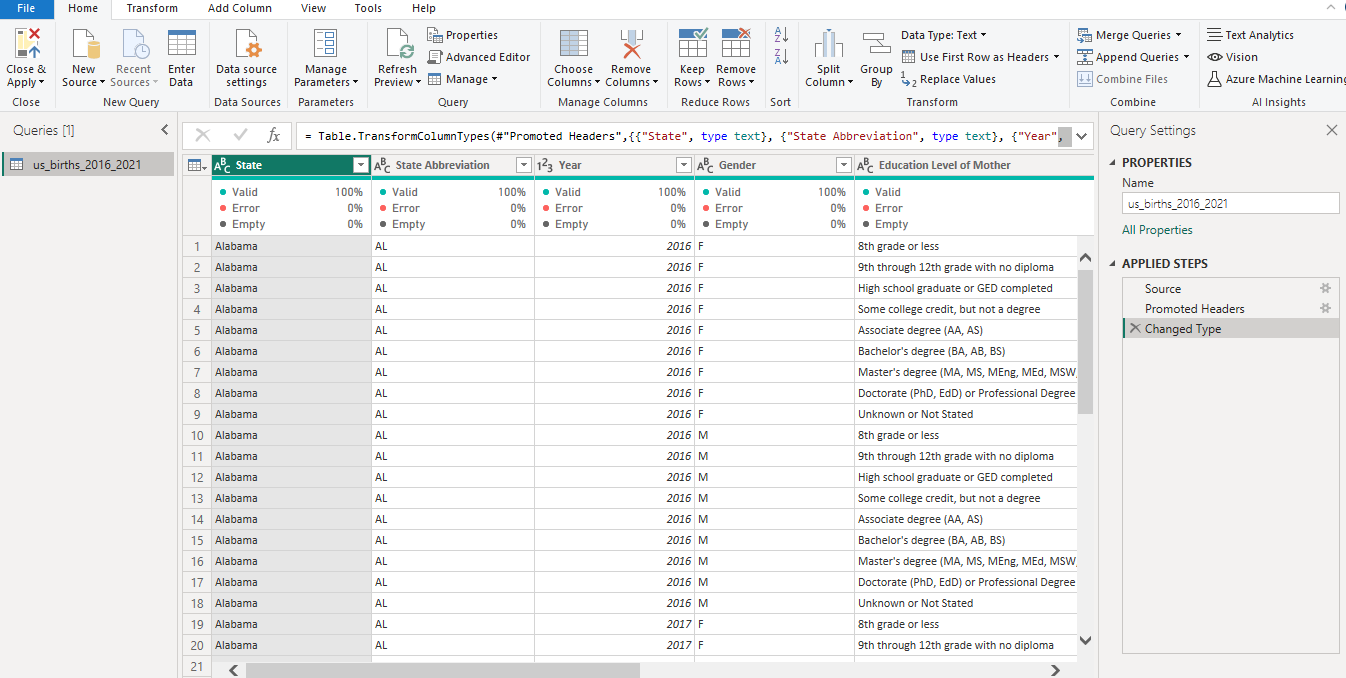 File Home Transform Add Column View Tools Help
Close & Apply New Source Recent Sources Enter Data Data source settings Manage Parameters Refresh Preview Properties Advanced Editor Manage Choose Columns Remove Columns Keep Rows Remove Rows Split Column Group By Data Type: Text Use First Row as Headers Replace Values Merge Queries Append Queries Combine Files Text Analytics Vision Azure Machine Learning
Close New Query Data Sources Parameters Query Manage Columns Reduce Rows Sort Transform Combine AI Insights
Queries [1]
us_births_2016_2021
= Table.TransformColumnTypes(#"Promoted Headers",{{"State", type text}, {"State Abbreviation", type text}, {"Year",
State State Abbreviation Year Gender Education Level of Mother
Valid 100% Valid 100% Valid 100% Valid 100% Valid
Error 0% Error 0% Error 0% Error 0% Error
Empty 0% Empty 0% Empty 0% Empty 0% Empty
1 Alabama AL 2016 F 8th grade or less
2 Alabama AL 2016 F 9th through 12th grade with no diploma
3 Alabama AL 2016 F High school graduate or GED completed
4 Alabama AL 2016 F Some college credit, but not a degree
5 Alabama AL 2016 F Associate degree (AA, AS)
6 Alabama AL 2016 F Bachelor's degree (BA, AB, BS)
7 Alabama AL 2016 F Master's degree (MA, MS, MEng, MEd, MSW,
8 Alabama AL 2016 F Doctorate (PhD, EdD) or Professional Degree
9 Alabama AL 2016 F Unknown or Not Stated
10 Alabama AL 2016 M 8th grade or less
11 Alabama AL 2016 M 9th through 12th grade with no diploma
12 Alabama AL 2016 M High school graduate or GED completed
13 Alabama AL 2016 M Some college credit, but not a degree
14 Alabama AL 2016 M Associate degree (AA, AS)
15 Alabama AL 2016 M Bachelor's degree (BA, AB, BS)
16 Alabama AL 2016 M Master's degree (MA, MS, MEng, MEd, MSW,
17 Alabama AL 2016 M Doctorate (PhD, EdD) or Professional Degree
18 Alabama AL 2016 M Unknown or Not Stated
19 Alabama AL 2017 F 8th grade or less
20 Alabama AL 2017 F 9th through 12th grade with no diploma
21
Query Settings
PROPERTIES
Name
us_births_2016_2021
All Properties
APPLIED STEPS
Source
Promoted Headers
Changed Type